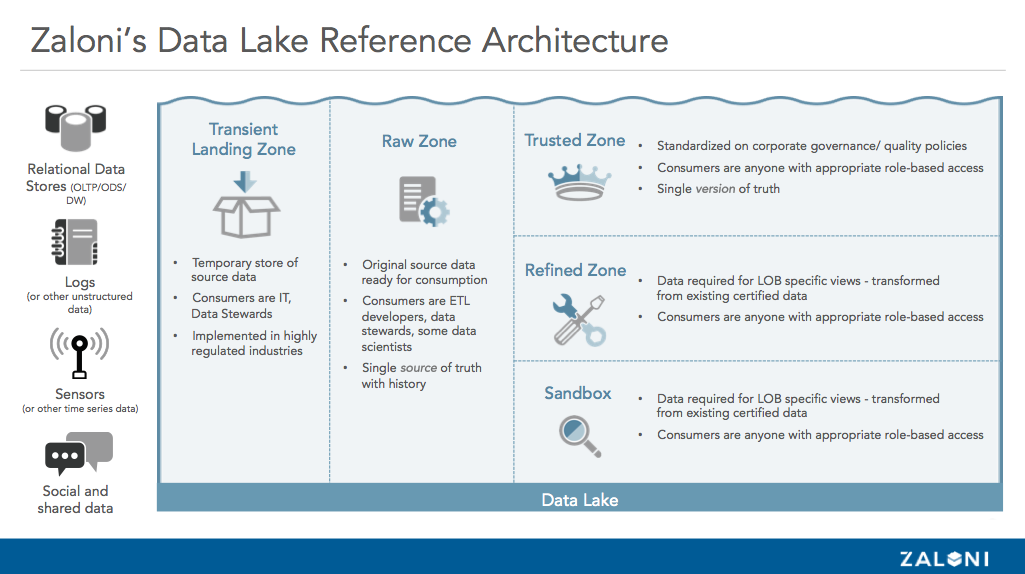 Zaloni's Data Lake Reference Architecture
Relational Data
Stores (OLTP/ODS/
DW)
Logs
(or other unstructured
data)
Sensors
(or other time series data)
Social and
shared data
Transient
Landing Zone
• Temporary store of
source data
• Consumers are IT,
Data Stewards
• Implemented in highly
regulated industries
Raw Zone
• Original source data
ready for consumption
• Consumers are ETL
developers, data
stewards, some data
scientists
• Single source of truth
with history
Trusted Zone
• Standardized on corporate governance/ quality policies
• Consumers are anyone with appropriate role-based access
• Single version of truth
Refined Zone
• Data required for LOB specific views - transformed
from existing certified data
• Consumers are anyone with appropriate role-based access
Sandbox
• Data required for LOB specific views - transformed
from existing certified data
• Consumers are anyone with appropriate role-based access
Data Lake
ZALONI